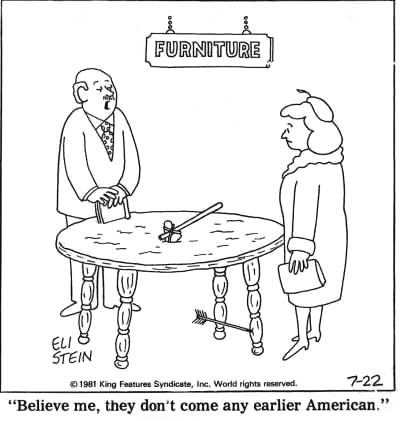 FURNITURE
ELI
STEIN
© 1981 King Features Syndicate, Inc. World rights reserved.
7-22
"Believe me, they don't come any earlier American."